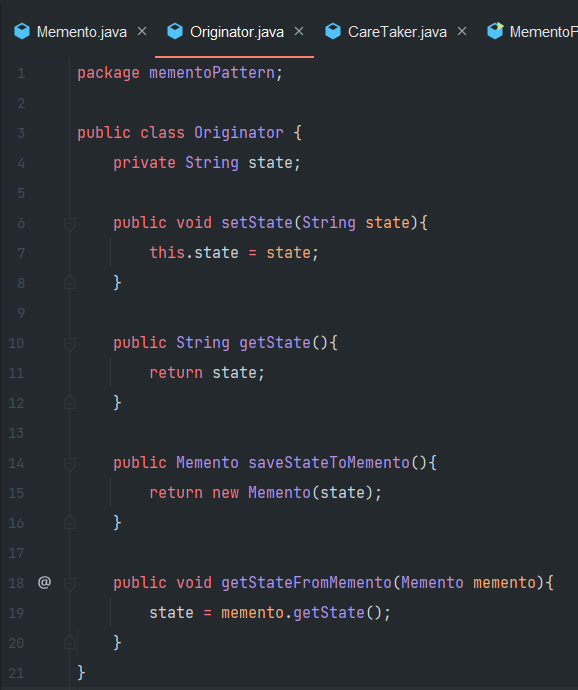 Memento.java × Originator.java × CareTaker.java × MementoP
1 package mementoPattern;
2
3 public class Originator {
4     private String state;
5
6     public void setState(String state){
7         this.state = state;
8     }
9
10     public String getState(){
11         return state;
12     }
13
14     public Memento saveStateToMemento(){
15         return new Memento(state);
16     }
17
18 @     public void getStateFromMemento(Memento memento){
19         state = memento.getState();
20     }
21 }